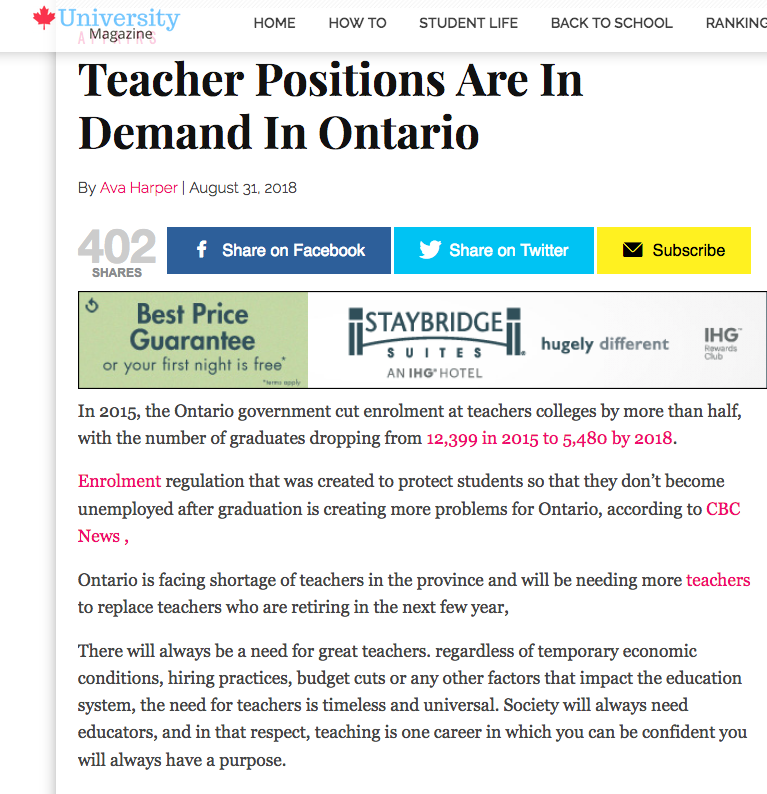 University
Magazine
AFFAIRS
HOME HOW TO STUDENT LIFE BACK TO SCHOOL RANKING
Teacher Positions Are In
Demand In Ontario
By Ava Harper | August 31, 2018
402
SHARES
f Share on Facebook
Share on Twitter
Subscribe
Best Price
Guarantee
or your first night is free*
*terms apply
STAYBRIDGE
SUITES
AN IHG® HOTEL
hugely different
IHG™
Rewards
Club
In 2015, the Ontario government cut enrolment at teachers colleges by more than half,
with the number of graduates dropping from 12,399 in 2015 to 5,480 by 2018.
Enrolment regulation that was created to protect students so that they don’t become
unemployed after graduation is creating more problems for Ontario, according to CBC
News ,
Ontario is facing shortage of teachers in the province and will be needing more teachers
to replace teachers who are retiring in the next few year,
There will always be a need for great teachers. regardless of temporary economic
conditions, hiring practices, budget cuts or any other factors that impact the education
system, the need for teachers is timeless and universal. Society will always need
educators, and in that respect, teaching is one career in which you can be confident you
will always have a purpose.